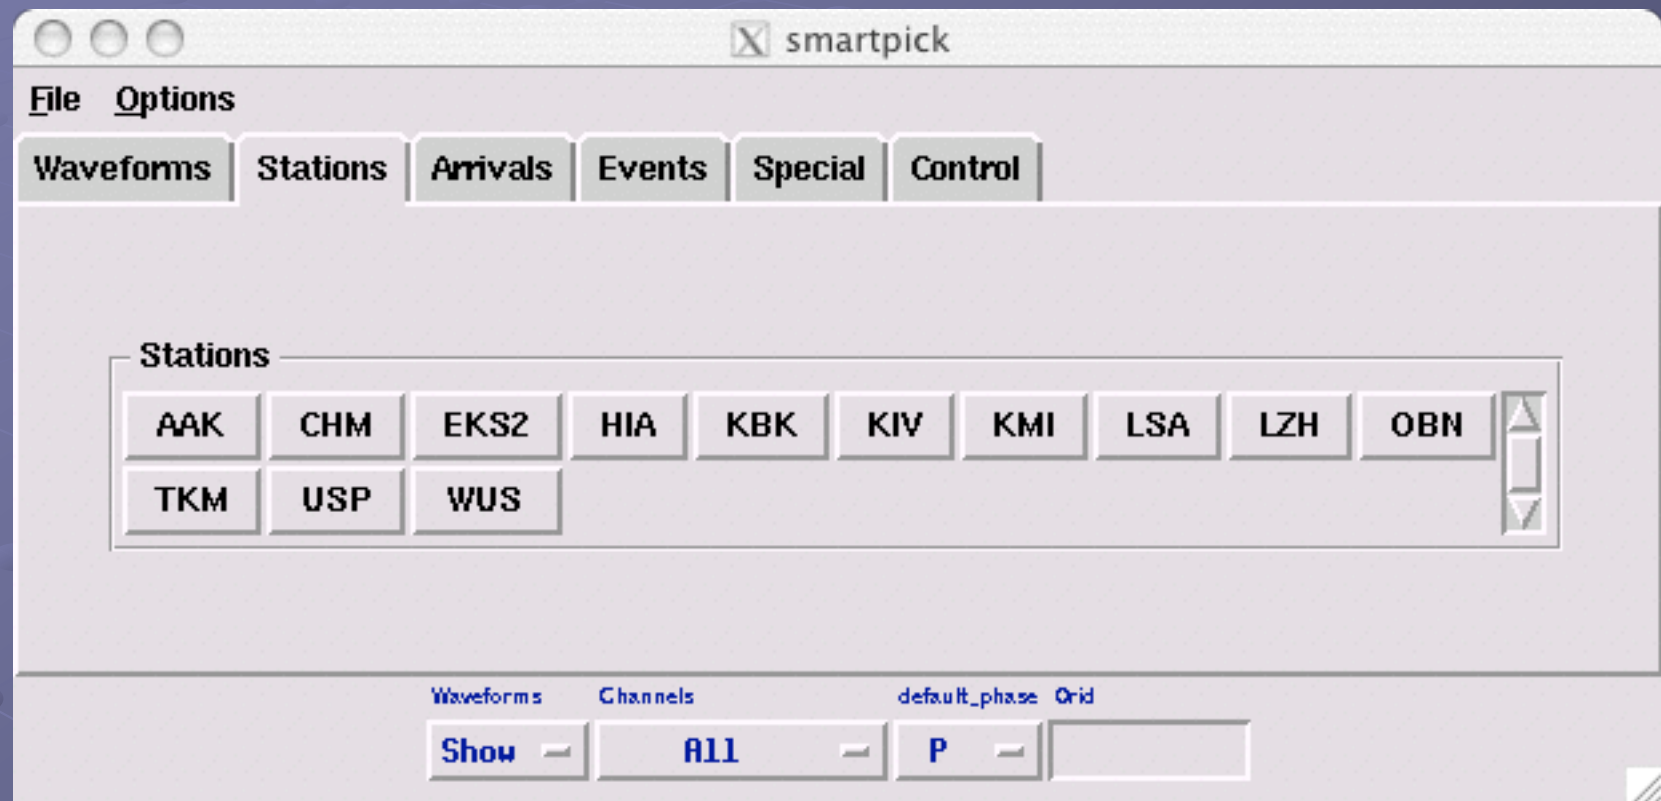 smartpick
File Options
Waveforms Stations Arrivals Events Special Control
Stations
AAK CHM EKS2 HIA KBK KIV KMI LSA LZH OBN
TKM USP WUS
Waveforms Channels default_phase Orid
Show All P